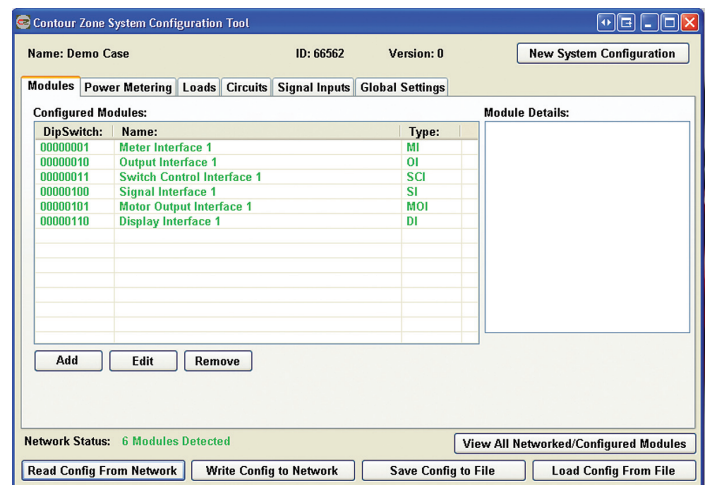 Contour Zone System Configuration Tool
Name: Demo Case ID: 66562 Version: 0 New System Configuration
Modules Power Metering Loads Circuits Signal Inputs Global Settings
Configured Modules: Module Details:
DipSwitch: Name: Type:
00000001 Meter Interface 1 MI
00000010 Output Interface 1 OI
00000011 Switch Control Interface 1 SCI
00000100 Signal Interface 1 SI
00000101 Motor Output Interface 1 MOI
00000110 Display Interface 1 DI
Add Edit Remove
Network Status: 6 Modules Detected View All Networked/Configured Modules
Read Config From Network Write Config to Network Save Config to File Load Config From File